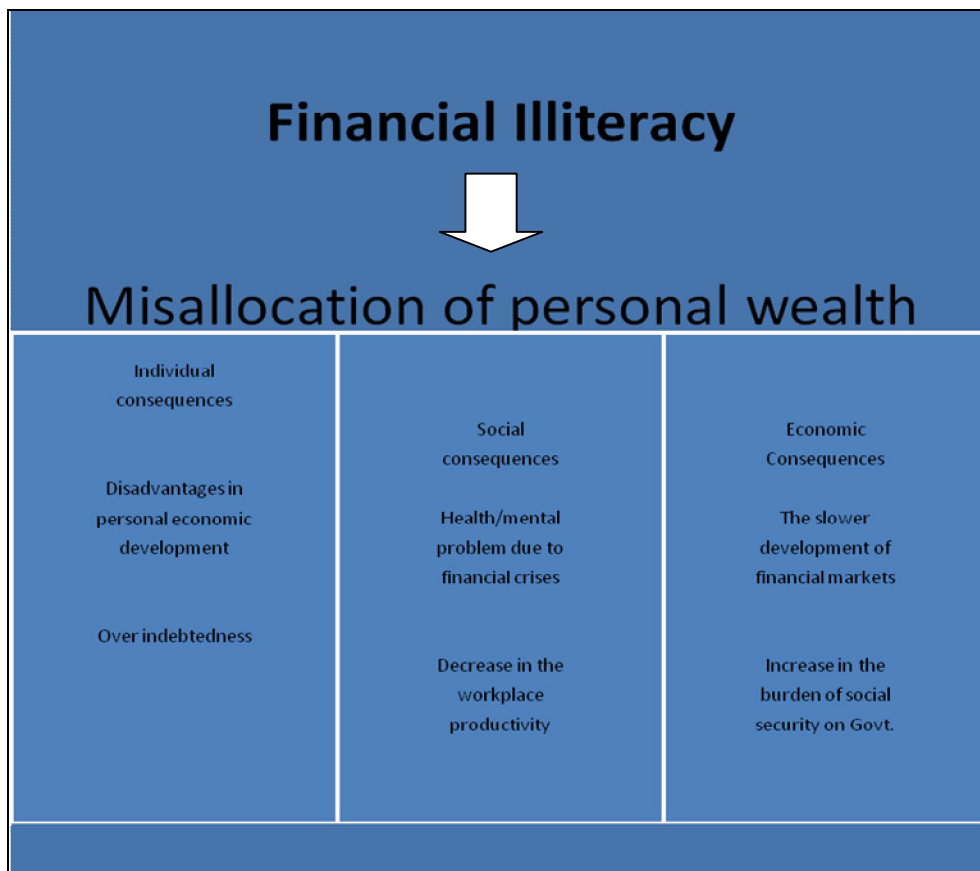 Financial Illiteracy
Misallocation of personal wealth
Individual
consequences
Disadvantages in
personal economic
development
Over indebtedness
Social
consequences
Health/mental
problem due to
financial crises
Decrease in the
workplace
productivity
Economic
Consequences
The slower
development of
financial markets
Increase in the
burden of social
security on Govt.